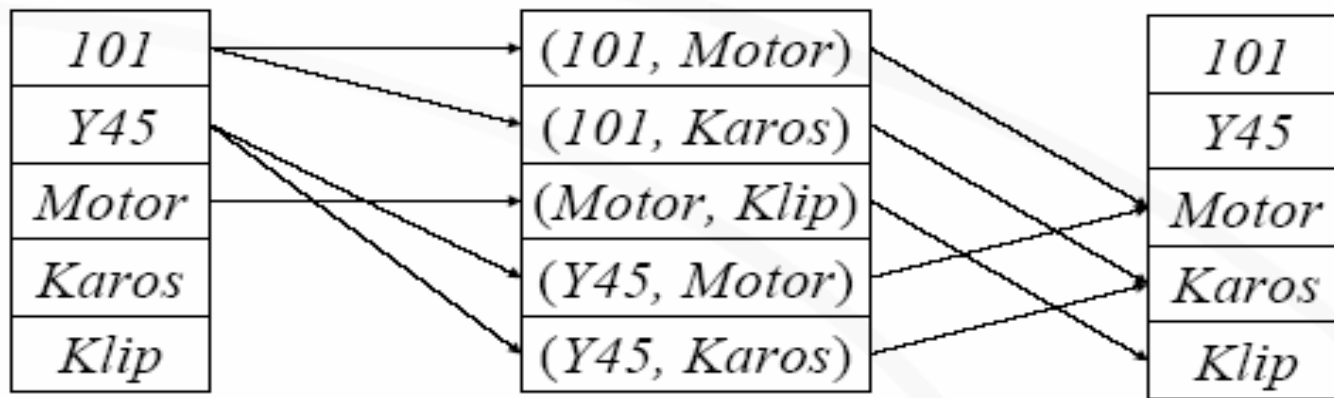 101
Y45
Motor
Karos
Klip
(101, Motor)
(101, Karos)
(Motor, Klip)
(Y45, Motor)
(Y45, Karos)
101
Y45
Motor
Karos
Klip